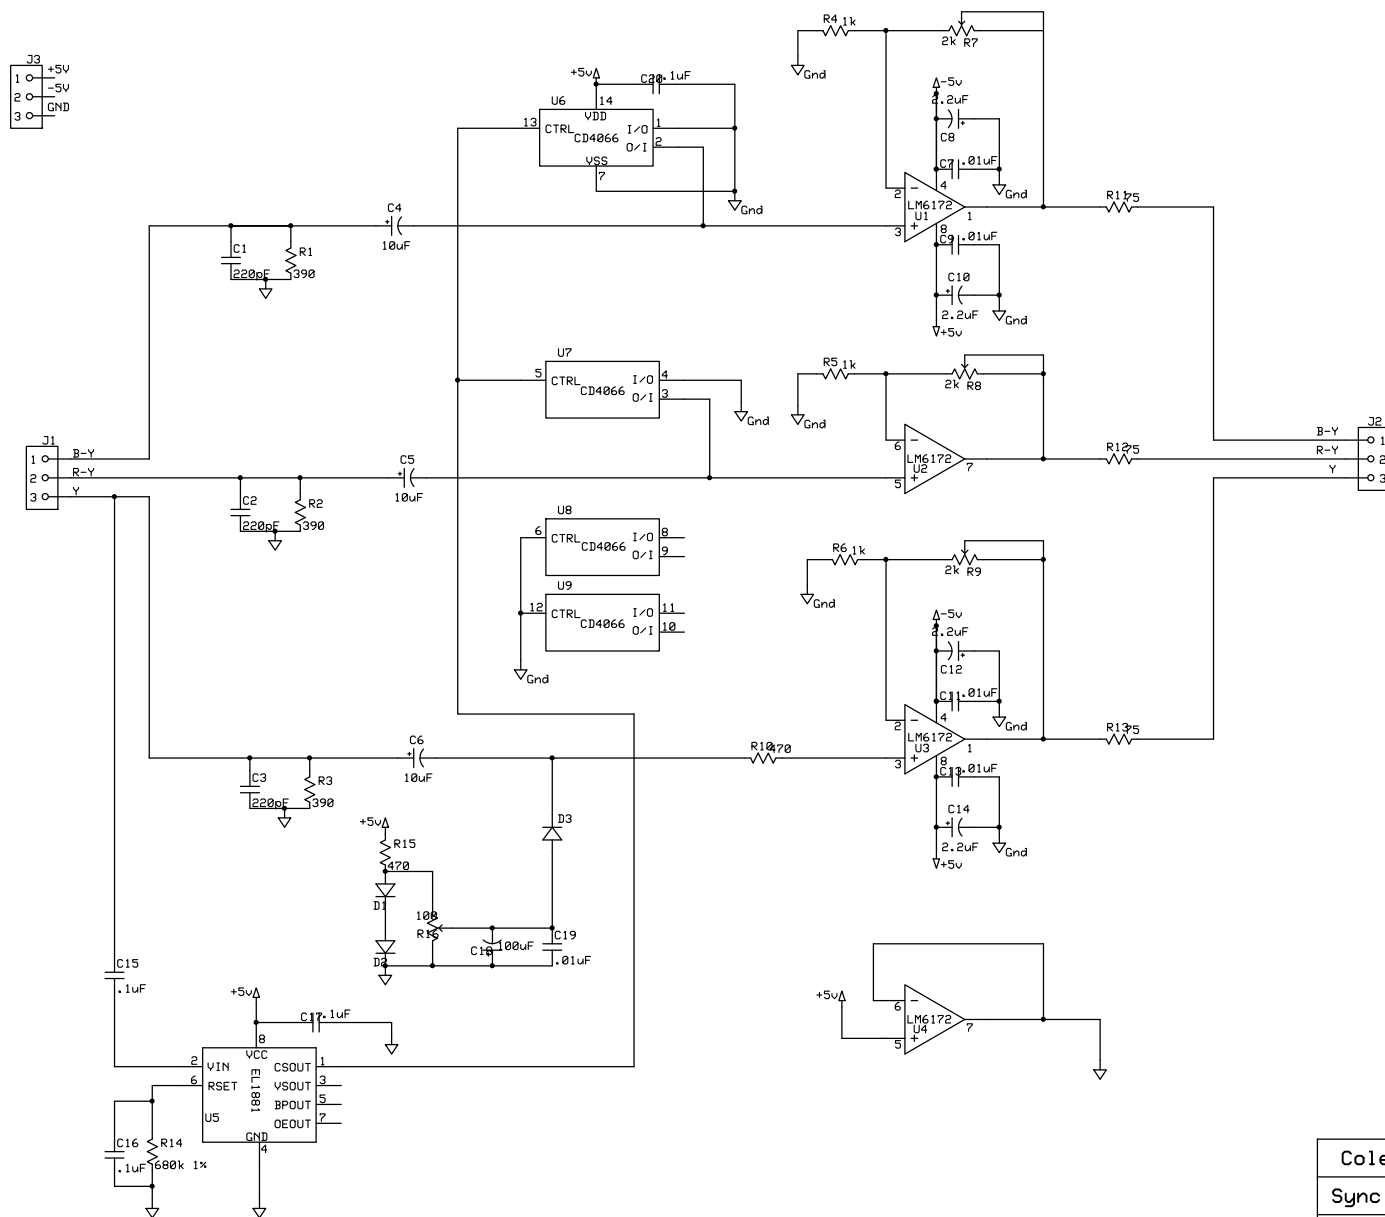 J3
1 +5V
2 -5V
3 GND
R4 1k
2k R7
Gnd
-5v
2.2uF
C8
C7 .01uF
4
Gnd
2 -
LM6172
U1
3 +
1
R11 75
8
C9 .01uF
C10
2.2uF
Gnd
+5v
+5v
C20 .1uF
U6
14
VDD
13 CTRL
CD4066
I/O 1
O/I 2
VSS
7
Gnd
C4
+
10uF
C1
220pF
R1
390
U7
5 CTRL
CD4066
I/O 4
O/I 3
Gnd
R5 1k
2k R8
Gnd
6 -
LM6172
U2
5 +
7
R12 75
J1
1 B-Y
2 R-Y
3 Y
J2
B-Y 1
R-Y 2
Y 3
C5
+
10uF
C2
220pF
R2
390
U8
6 CTRL
CD4066
I/O 8
O/I 9
U9
12 CTRL
CD4066
I/O 11
O/I 10
Gnd
R6 1k
2k R9
Gnd
-5v
2.2uF
C12
C11 .01uF
4
Gnd
2 -
LM6172
U3
3 +
1
R13 75
8
C13 .01uF
C14
2.2uF
Gnd
+5v
C6
+
10uF
R10 470
C3
220pF
R3
390
+5v
R15
470
D1
D2
D3
100
R16
C18 100uF
C19
.01uF
C15
.1uF
+5v
C17 .1uF
8
VCC
2 VIN
6 RSET
EL1881
U5
CSOUT 1
VSOUT 3
BPOUT 5
OEOUT 7
GND
4
C16
.1uF
R14
680k 1%
+5v
6 -
LM6172
U4
5 +
7
Cole
Sync